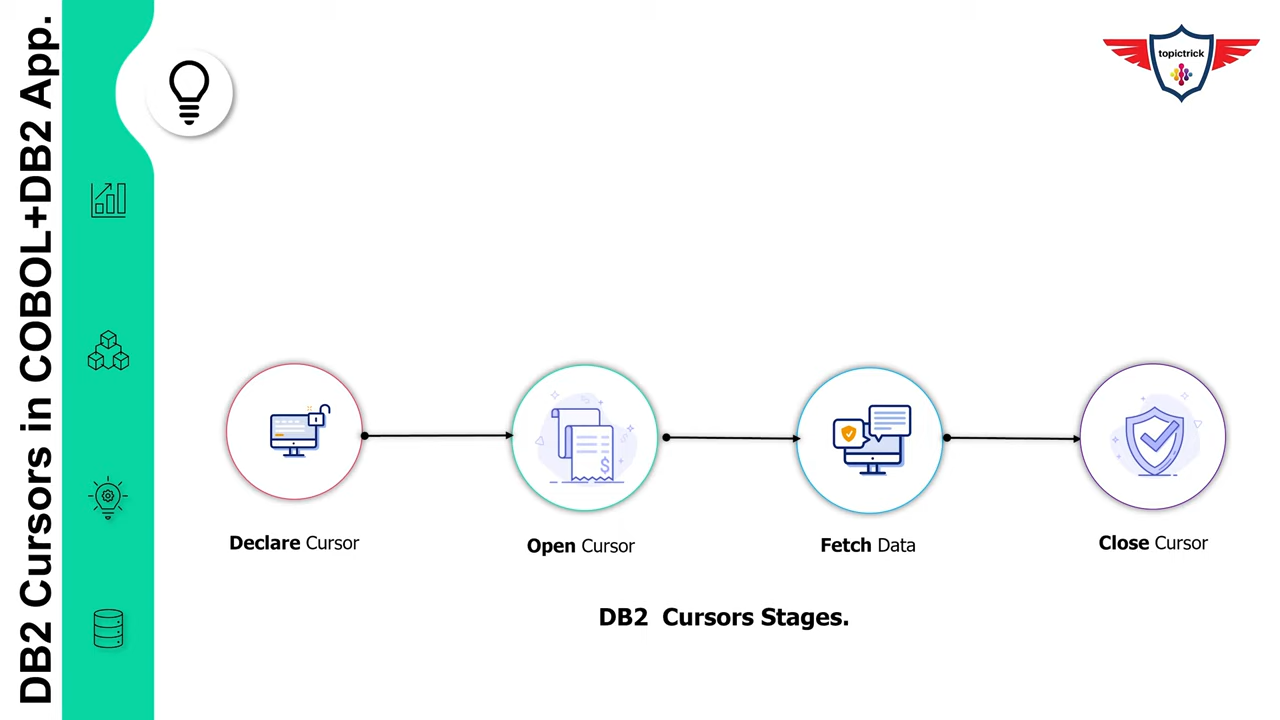 DB2 Cursors in COBOL+DB2 App.
topictrick
$
Declare Cursor
Open Cursor
Fetch Data
Close Cursor
DB2 Cursors Stages.